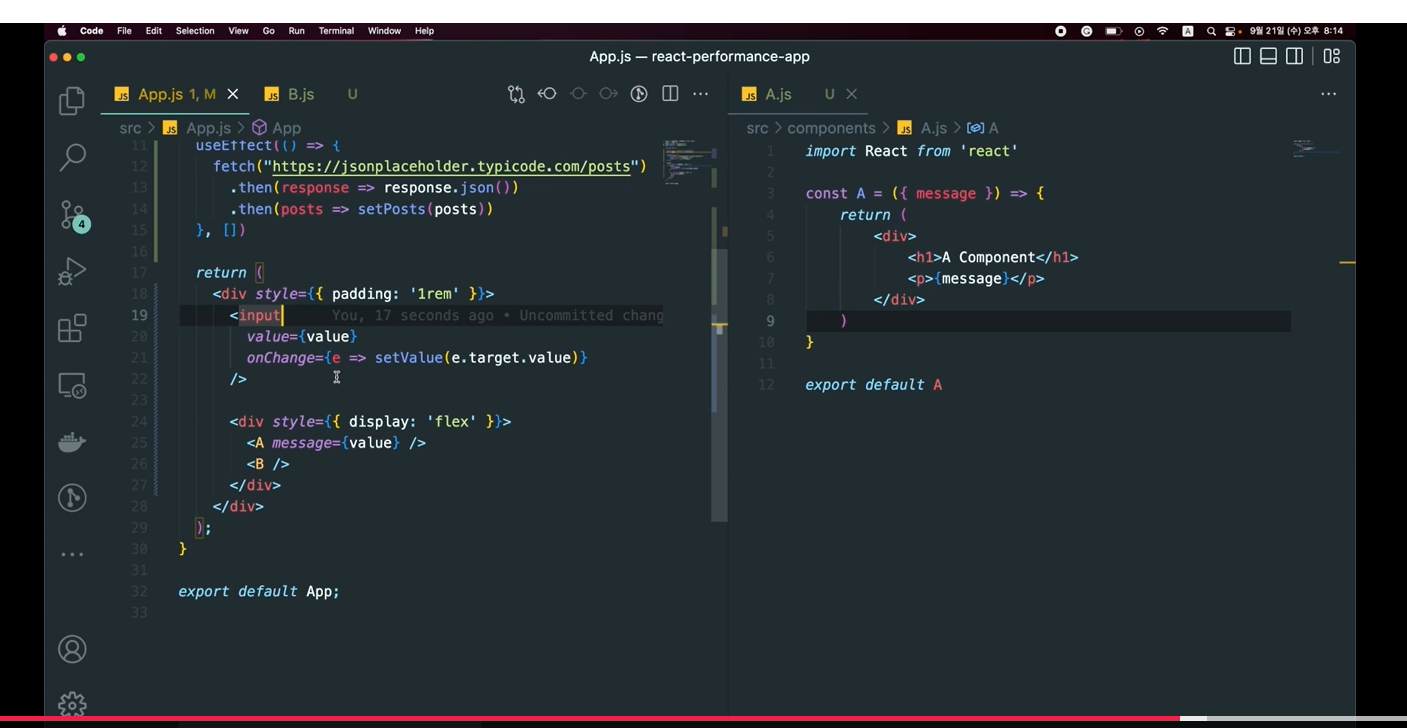 Code File Edit Selection View Go Run Terminal Window Help
A 9월 21일 (수) 오후 8:14
App.js — react-performance-app
JS App.js 1, M JS B.js U
src > JS App.js > App
11 useEffect(() => {
12 fetch("https://jsonplaceholder.typicode.com/posts")
13 .then(response => response.json())
14 .then(posts => setPosts(posts))
15 }, [])
16
17 return (
18 <div style={{ padding: '1rem' }}>
19 <input You, 17 seconds ago • Uncommitted chang
20 value={value}
21 onChange={e => setValue(e.target.value)}
22 />
23
24 <div style={{ display: 'flex' }}>
25 <A message={value} />
26 <B />
27 </div>
28 </div>
29 );
30 }
31
32 export default App;
33
JS A.js U
src > components > JS A.js > A
1 import React from 'react'
2
3 const A = ({ message }) => {
4 return (
5 <div>
6 <h1>A Component</h1>
7 <p>{message}</p>
8 </div>
9 )
10 }
11
12 export default A
4